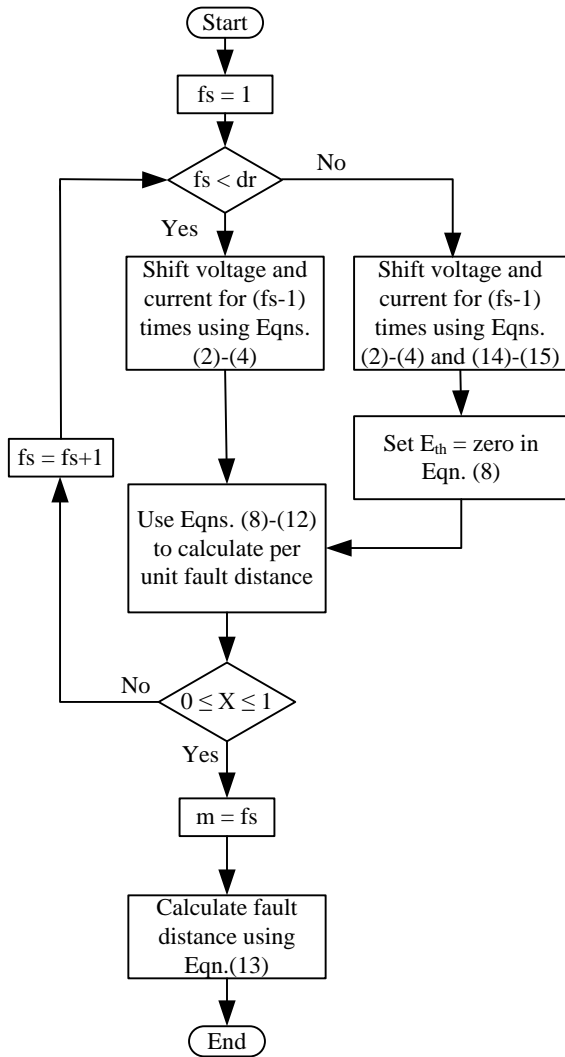 Start
fs = 1
fs < dr
No
Yes
Shift voltage and
current for (fs-1)
times using Eqns.
(2)-(4)
Shift voltage and
current for (fs-1)
times using Eqns.
(2)-(4) and (14)-(15)
Set Eth = zero in
Eqn. (8)
fs = fs+1
Use Eqns. (8)-(12)
to calculate per
unit fault distance
No
0 ≤ X ≤ 1
Yes
m = fs
Calculate fault
distance using
Eqn.(13)
End